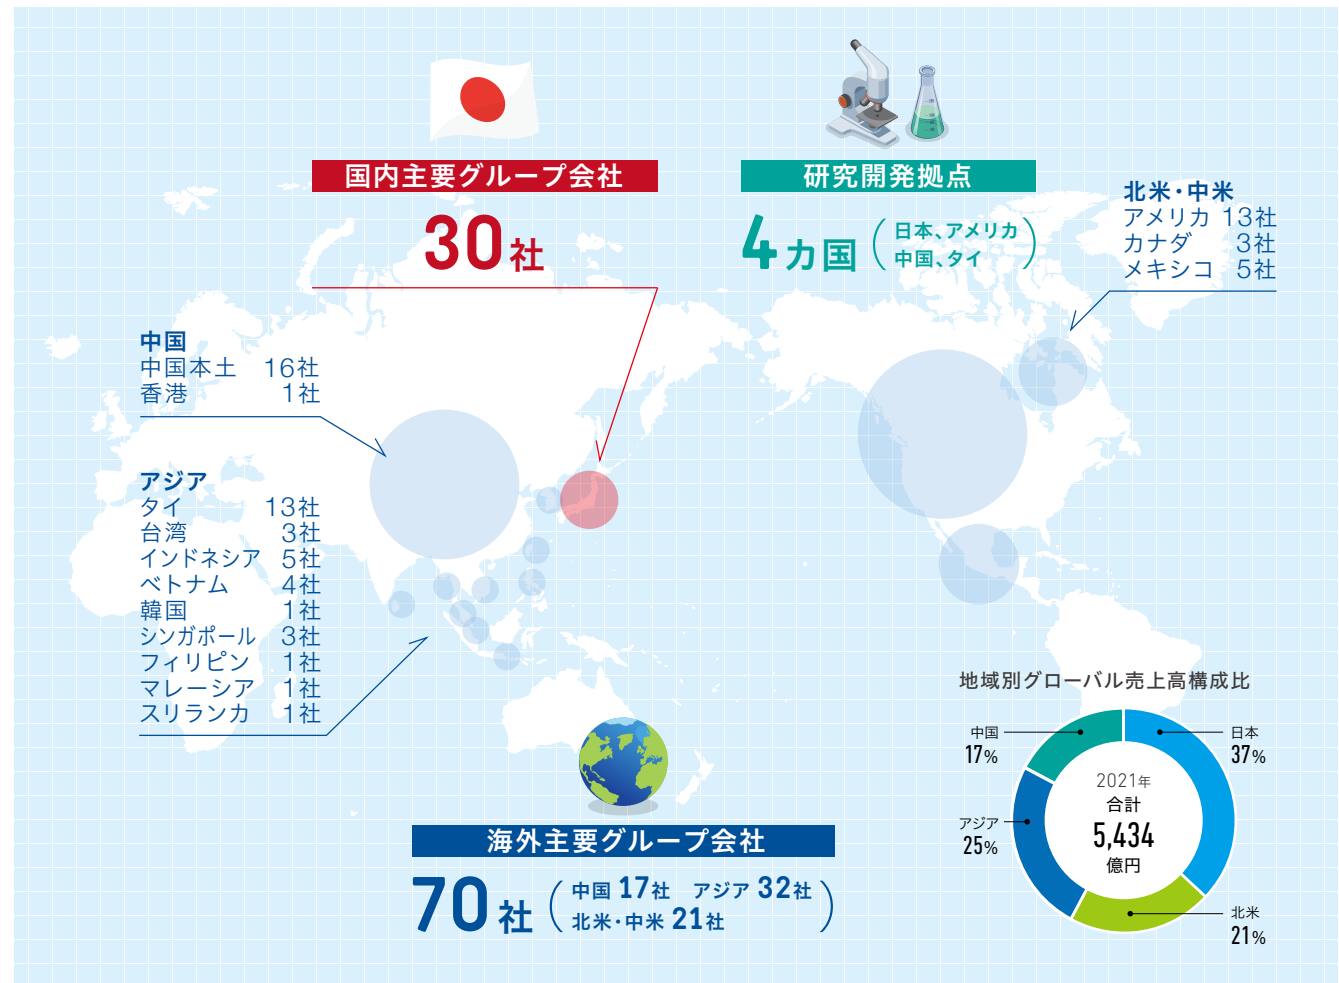 国内主要グループ会社
30社
研究開発拠点
4カ国
日本、アメリカ
中国、タイ
北米・中米
アメリカ 13社
カナダ 3社
メキシコ 5社
中国
中国本土 16社
香港 1社
アジア
タイ 13社
台湾 3社
インドネシア 5社
ベトナム 4社
韓国 1社
シンガポール 3社
フィリピン 1社
マレーシア 1社
スリランカ 1社
海外主要グループ会社
70社
中国 17社 アジア 32社
北米・中米 21社
地域別グローバル売上高構成比
中国
17%
日本
37%
アジア
25%
北米
21%
2021年
合計
5,434
億円